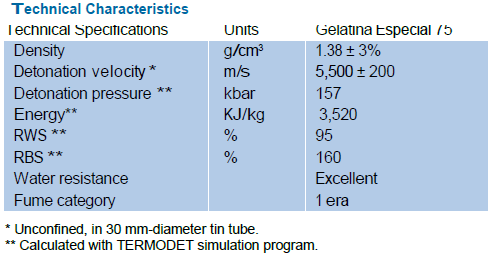 Technical Characteristics
Technical Specifications Units Gelatina Especial 75
Density g/cm³ 1.38 ± 3%
Detonation velocity * m/s 5,500 ± 200
Detonation pressure ** kbar 157
Energy** KJ/kg 3,520
RWS ** % 95
RBS ** % 160
Water resistance Excellent
Fume category 1 era
* Unconfined, in 30 mm-diameter tin tube.
** Calculated with TERMODET simulation program.